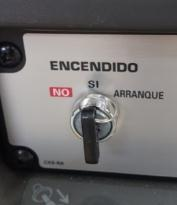 ENCENDIDO
SI
NO ARRANQUE